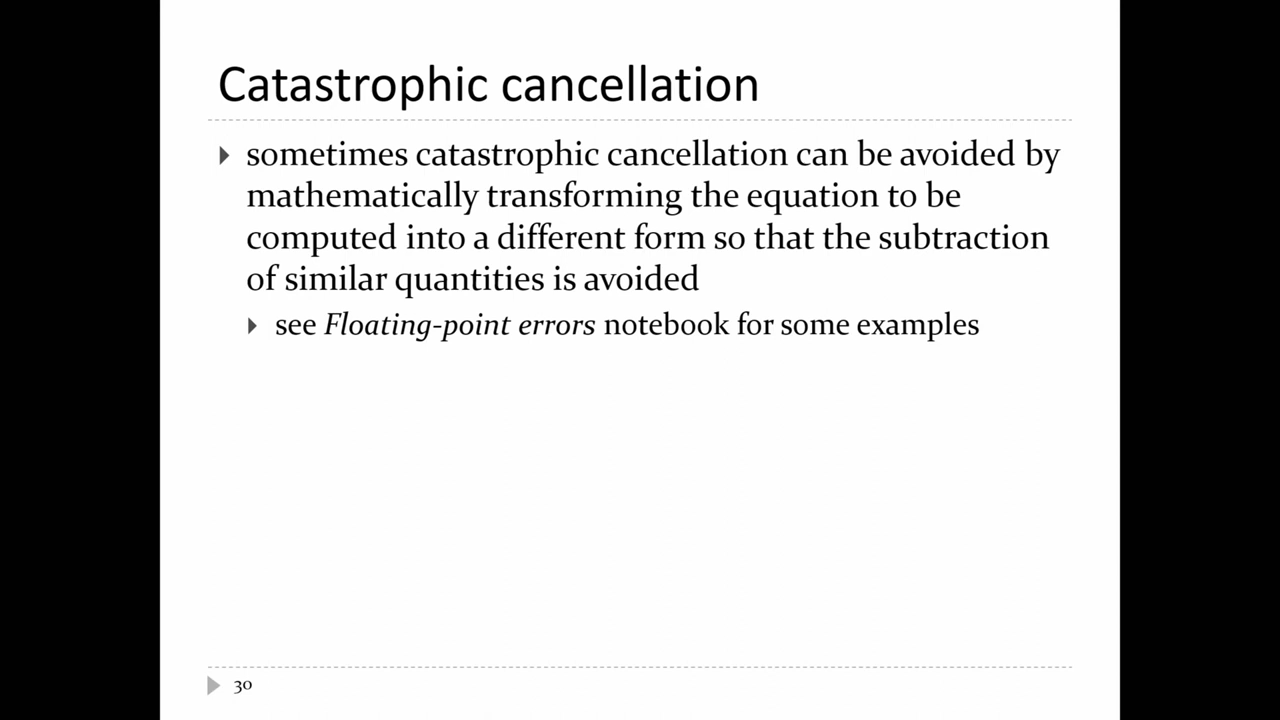 Catastrophic cancellation
sometimes catastrophic cancellation can be avoided by
mathematically transforming the equation to be
computed into a different form so that the subtraction
of similar quantities is avoided
see Floating-point errors notebook for some examples
30